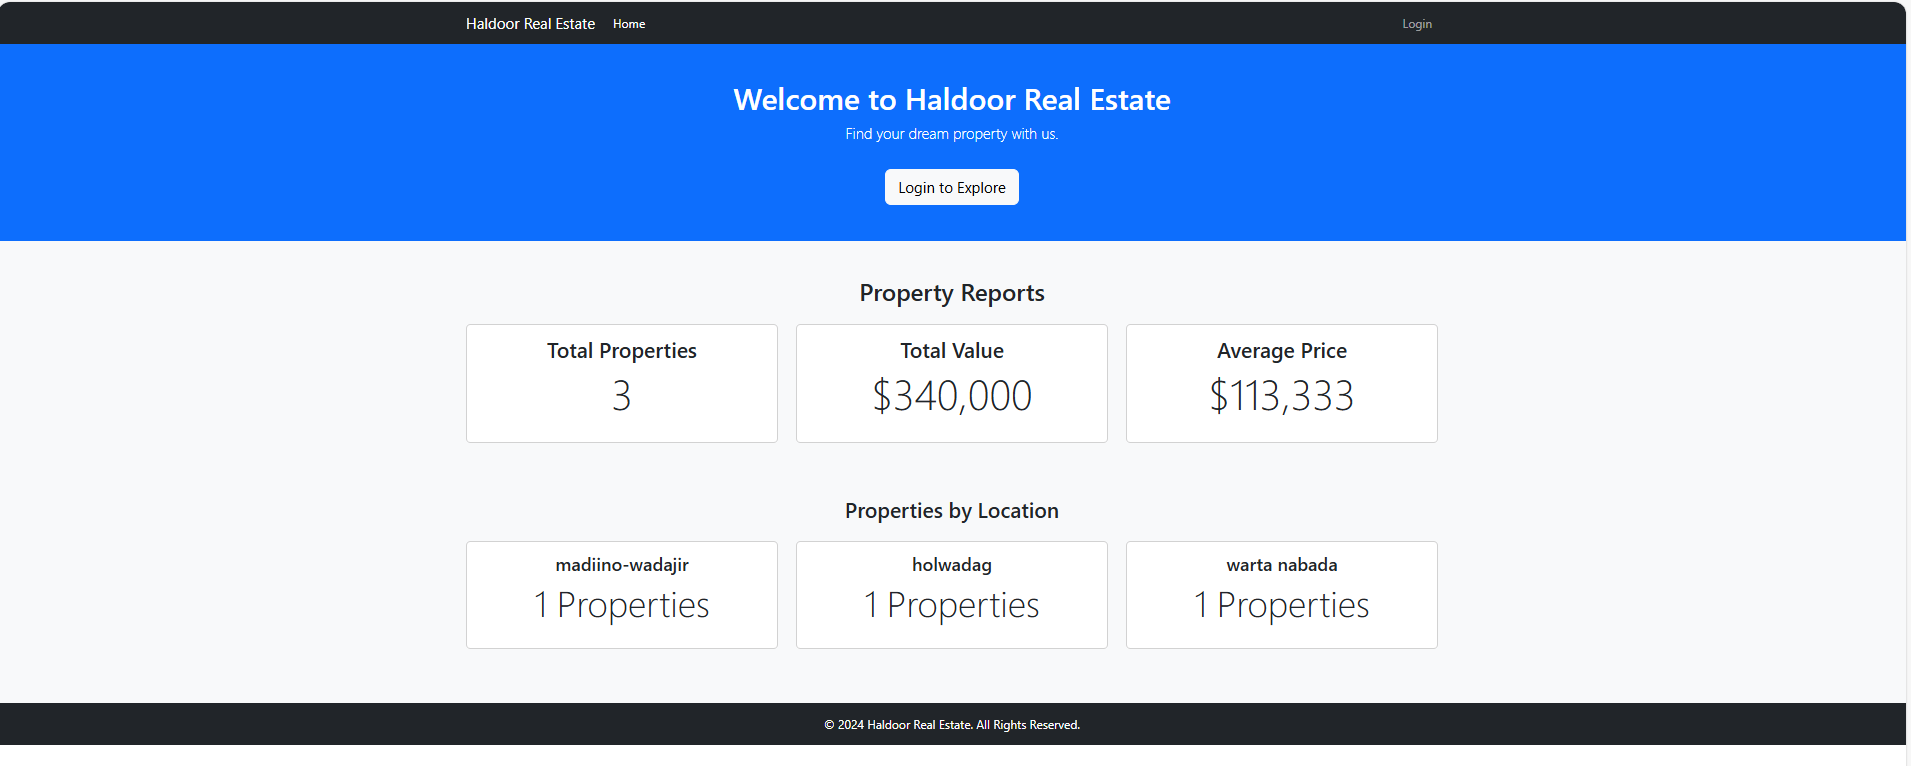 Haldoor Real Estate Home Login
Welcome to Haldoor Real Estate
Find your dream property with us.
Login to Explore
Property Reports
Total Properties
3
Total Value
$340,000
Average Price
$113,333
Properties by Location
madiino-wadajir
1 Properties
holwadag
1 Properties
warta nabada
1 Properties
© 2024 Haldoor Real Estate. All Rights Reserved.